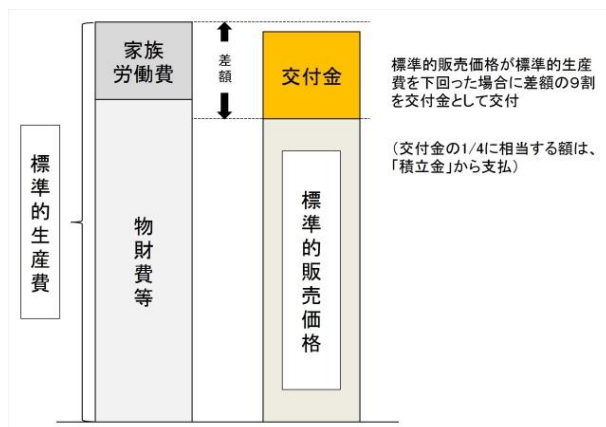 標準的生産費
家族
労働費
物財費等
差額
交付金
標準的販売価格
標準的販売価格が標準的生産
費を下回った場合に差額の9割
を交付金として交付
(交付金の1/4に相当する額は、
「積立金」から支払)